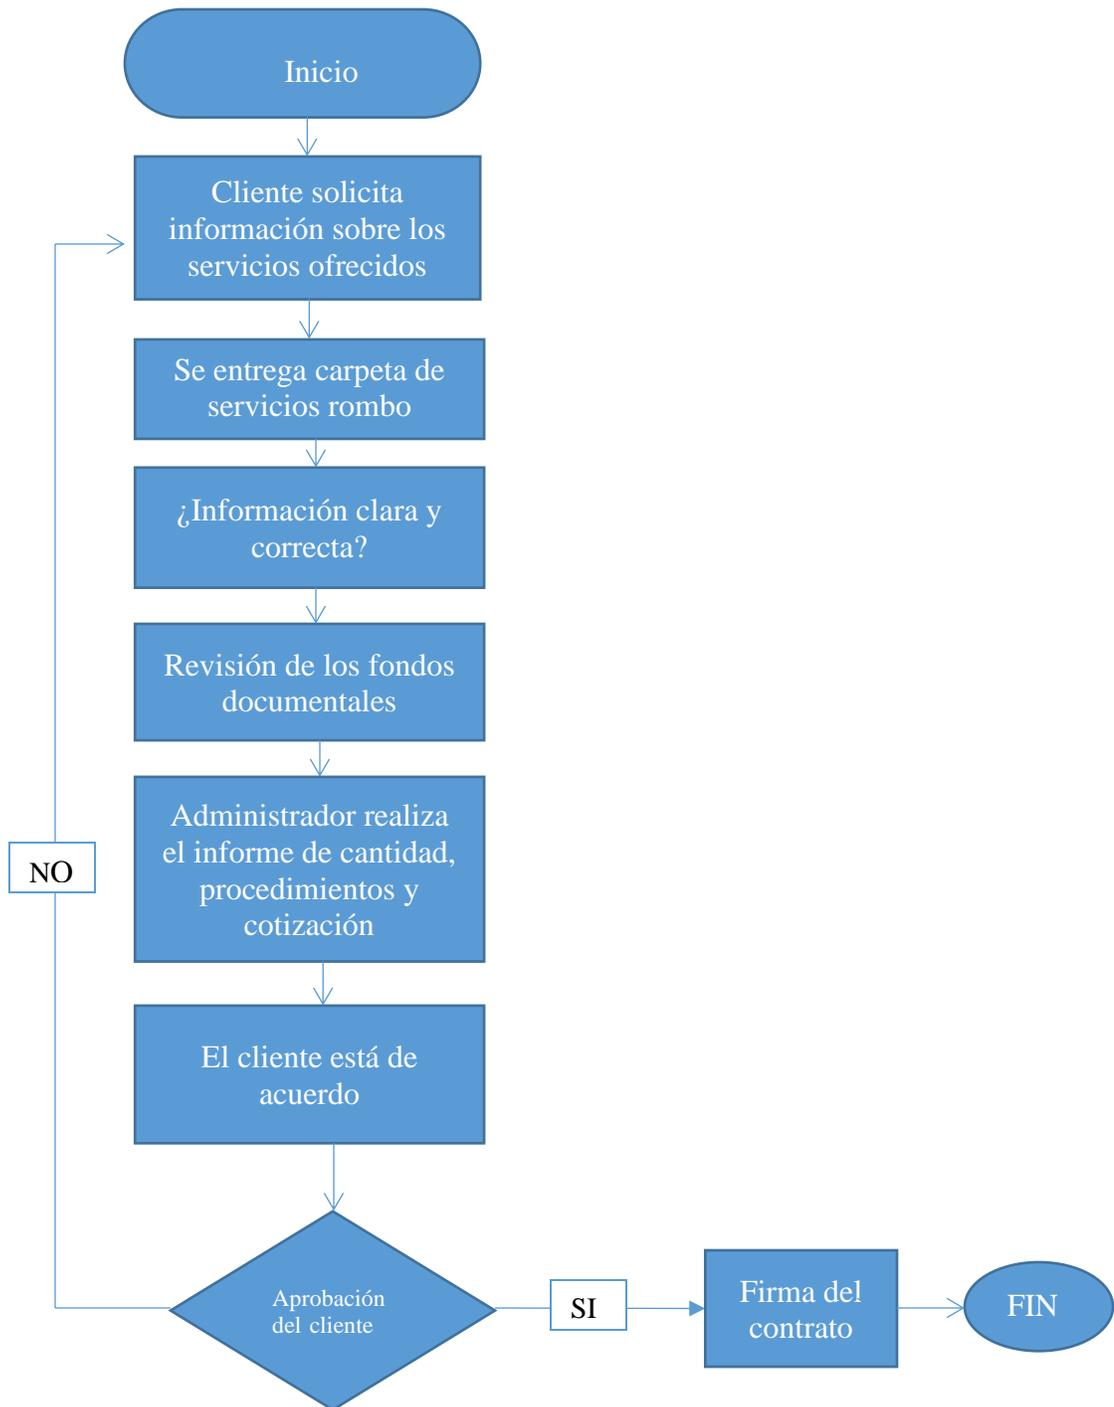 Inicio
Cliente solicita
información sobre los
servicios ofrecidos
Se entrega carpeta de
servicios rombo
¿Información clara y
correcta?
Revisión de los fondos
documentales
Administrador realiza
el informe de cantidad,
procedimientos y
cotización
NO
El cliente está de
acuerdo
Aprobación
del cliente
SI
Firma del
contrato
FIN